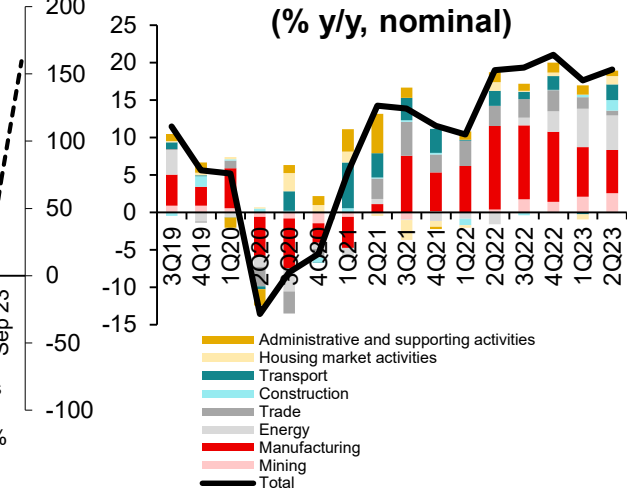 (% y/y, nominal)
200
150
100
50
0
-50
-100
Sep 23
%
25
20
15
10
5
0
-5
-10
-15
3Q19
4Q19
1Q20
2Q20
3Q20
4Q20
1Q21
2Q21
3Q21
4Q21
1Q22
2Q22
3Q22
4Q22
1Q23
2Q23
Administrative and supporting activities
Housing market activities
Transport
Construction
Trade
Energy
Manufacturing
Mining
Total